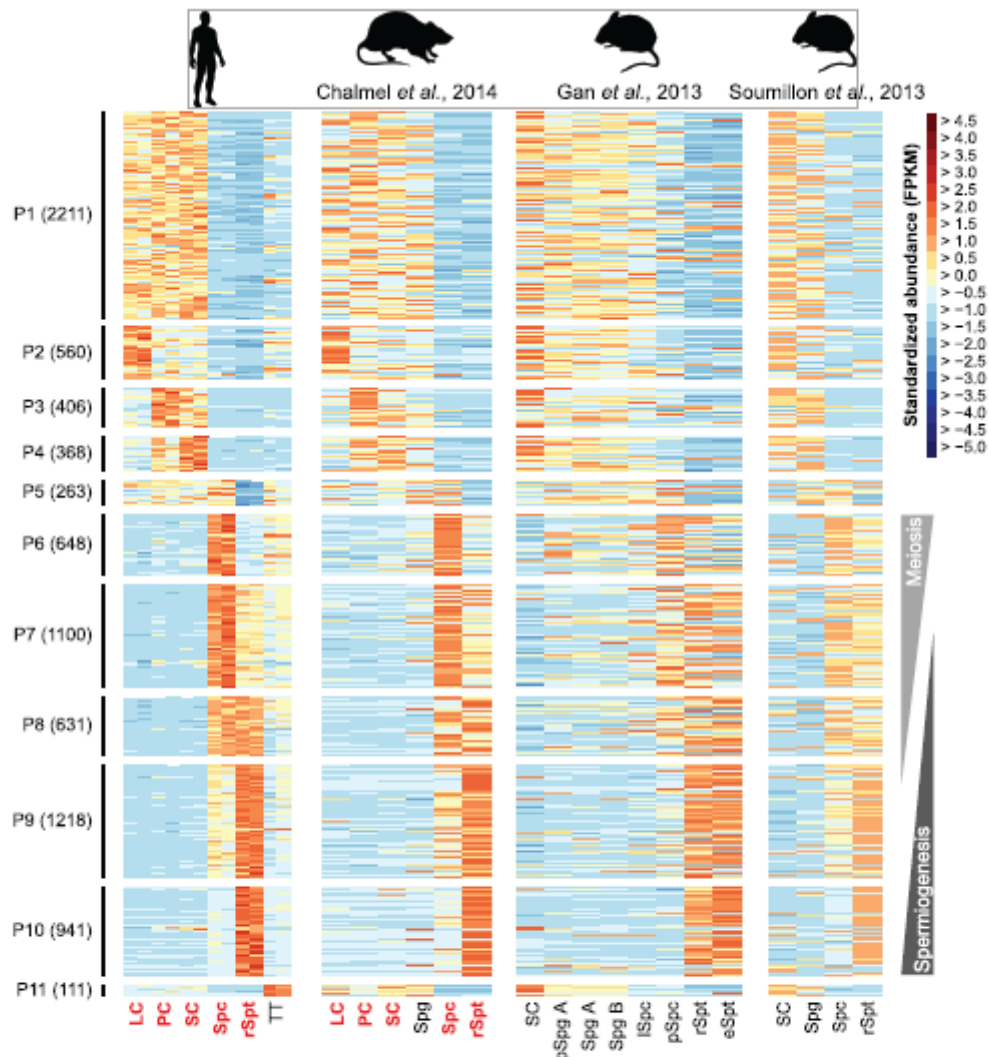 Chalmel et al., 2014
Gan et al., 2013
Soumillon et al., 2013
P1 (2211)
P2 (560)
P3 (406)
P4 (368)
P5 (263)
P6 (648)
P7 (1100)
P8 (631)
P9 (1218)
P10 (941)
P11 (111)
LC PC SC Spc rSpt TT
LC PC SC Spg Spc rSpt
SC pSpg A Spg A Spg B lSpc pSpc rSpt eSpt
SC Spg Spc rSpt
> 4.5
> 4.0
> 3.5
> 3.0
> 2.5
> 2.0
> 1.5
> 1.0
> 0.0
> −0.5
> −1.0
> −1.5
> −2.0
> −2.5
> −3.0
> −3.5
> −4.0
> −4.5
> −5.0
Standardized abundance (FPKM)
Meiosis
Spermiogenesis